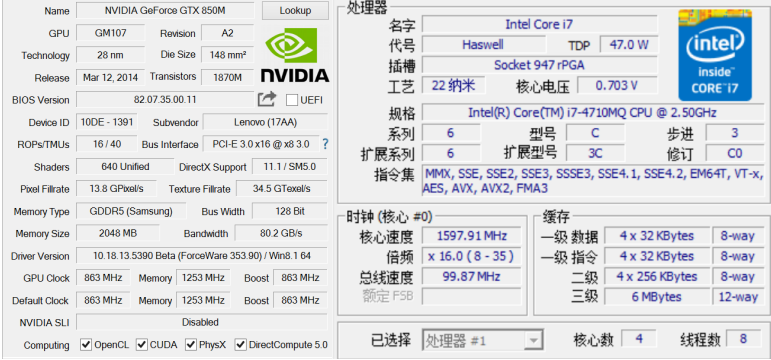 Name NVIDIA GeForce GTX 850M Lookup
GPU GM107 Revision A2
Technology 28 nm Die Size 148 mm²
Release Mar 12, 2014 Transistors 1870M
NVIDIA
BIOS Version 82.07.35.00.11 UEFI
Device ID 10DE - 1391 Subvendor Lenovo (17AA)
ROPs/TMUs 16 / 40 Bus Interface PCI-E 3.0 x16 @ x8 3.0 ?
Shaders 640 Unified DirectX Support 11.1 / SM5.0
Pixel Fillrate 13.8 GPixel/s Texture Fillrate 34.5 GTexel/s
Memory Type GDDR5 (Samsung) Bus Width 128 Bit
Memory Size 2048 MB Bandwidth 80.2 GB/s
Driver Version 10.18.13.5390 Beta (ForceWare 353.90) / Win8.1 64
GPU Clock 863 MHz Memory 1253 MHz Boost 863 MHz
Default Clock 863 MHz Memory 1253 MHz Boost 863 MHz
NVIDIA SLI Disabled
Computing OpenCL CUDA PhysX DirectCompute 5.0
处理器
名字 Intel Core i7
代号 Haswell TDP 47.0 W
插槽 Socket 947 rPGA
工艺 22 纳米 核心电压 0.703 V
(intel)
inside™
CORE™i7
规格 Intel(R) Core(TM) i7-4710MQ CPU @ 2.50GHz
系列 6 型号 C 步进 3
扩展系列 6 扩展型号 3C 修订 C0
指令集 MMX, SSE, SSE2, SSE3, SSSE3, SSE4.1, SSE4.2, EM64T, VT-x,
AES, AVX, AVX2, FMA3
时钟 (核心 #0)
核心速度 1597.91 MHz
倍频 x 16.0 ( 8 - 35 )
总线速度 99.87 MHz
额定 FSB
缓存
一级 数据 4 x 32 KBytes 8-way
一级 指令 4 x 32 KBytes 8-way
二级 4 x 256 KBytes 8-way
三级 6 MBytes 12-way
已选择 处理器 #1 核心数 4 线程数 8